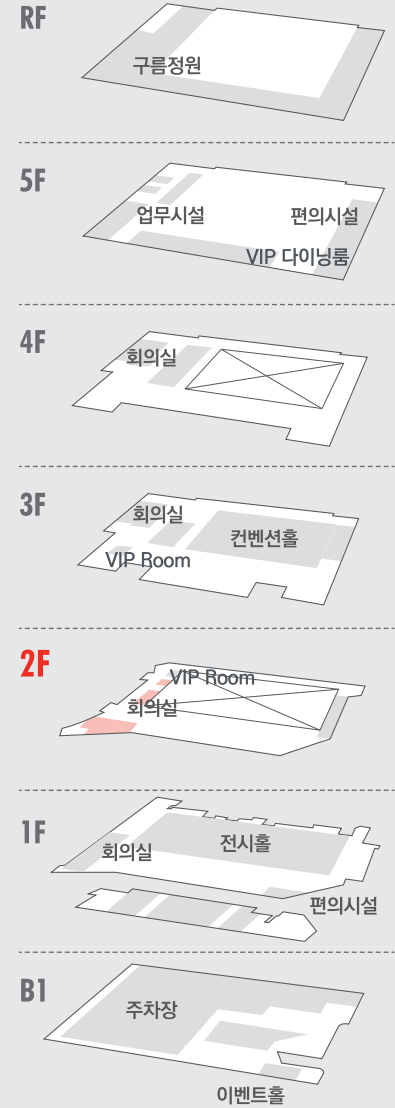 RF
구름정원
5F
업무시설
편의시설
VIP 다이닝룸
4F
회의실
3F
회의실
컨벤션홀
VIP Room
2F
VIP Room
회의실
1F
전시홀
회의실
편의시설
B1
주차장
이벤트홀